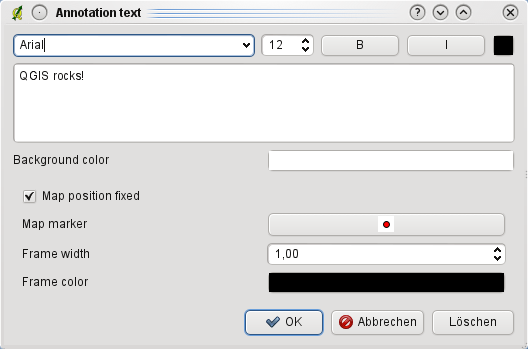 Annotation text
Arial 12 B I
QGIS rocks!
Background color
Map position fixed
Map marker
Frame width 1,00
Frame color
OK Abbrechen Löschen